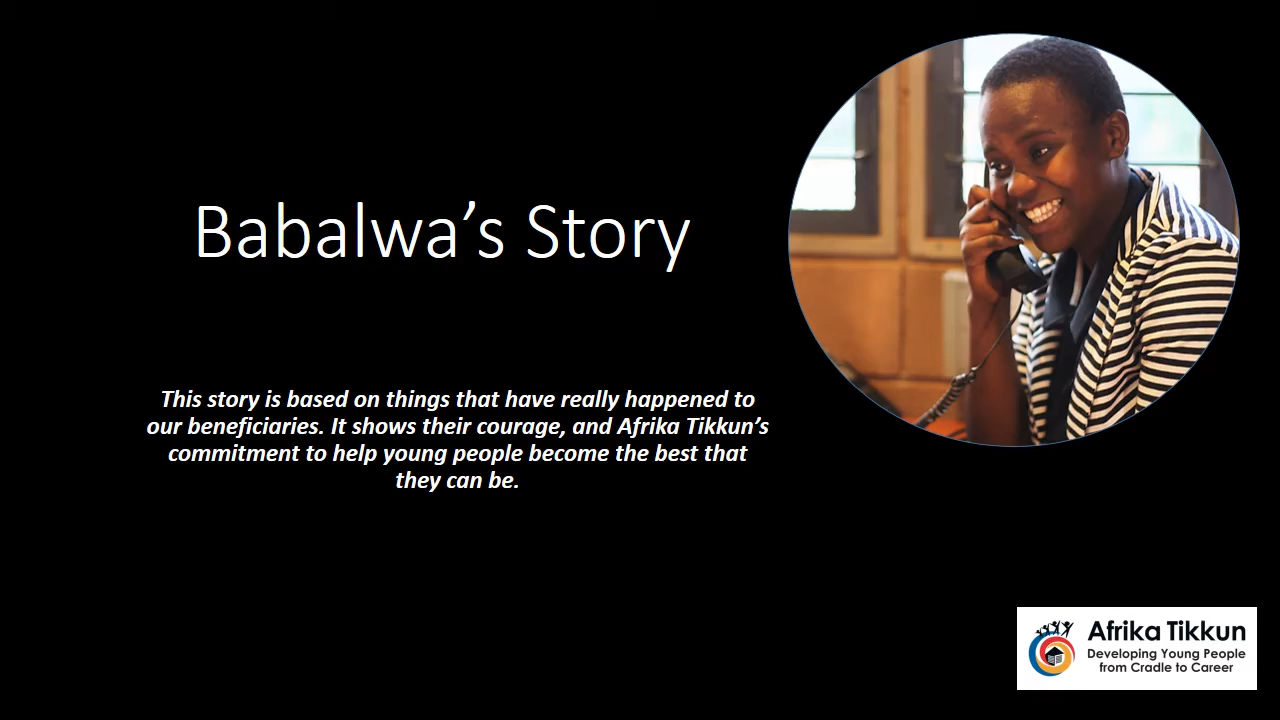 Babalwa’s Story
This story is based on things that have really happened to
our beneficiaries. It shows their courage, and Afrika Tikkun’s
commitment to help young people become the best that
they can be.
Afrika Tikkun
Developing Young People
from Cradle to Career